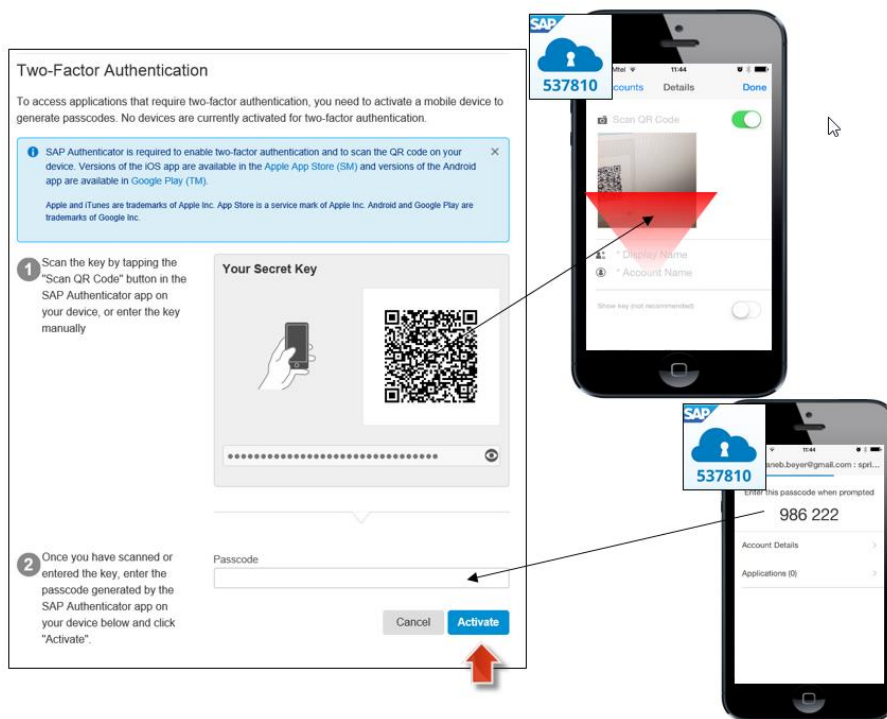 Two-Factor Authentication
To access applications that require two-factor authentication, you need to activate a mobile device to
generate passcodes. No devices are currently activated for two-factor authentication.
SAP Authenticator is required to enable two-factor authentication and to scan the QR code on your
device. Versions of the iOS app are available in the Apple App Store (SM) and versions of the Android
app are available in Google Play (TM).
Apple and iTunes are trademarks of Apple Inc. App Store is a service mark of Apple Inc. Android and Google Play are
trademarks of Google Inc.
1
Scan the key by tapping the
"Scan QR Code" button in the
SAP Authenticator app on
your device, or enter the key
manually
Your Secret Key
2
Once you have scanned or
entered the key, enter the
passcode generated by the
SAP Authenticator app on
your device below and click
"Activate".
Passcode
Cancel
Activate
SAP
537810
Mtel
11:44
counts
Details
Done
Scan QR Code
* Display Name
* Account Name
Show key (not recommended)
SAP
537810
11:44
aneb.beyer@gmail.com : spri...
Enter this passcode when prompted
986 222
Account Details
Applications (0)